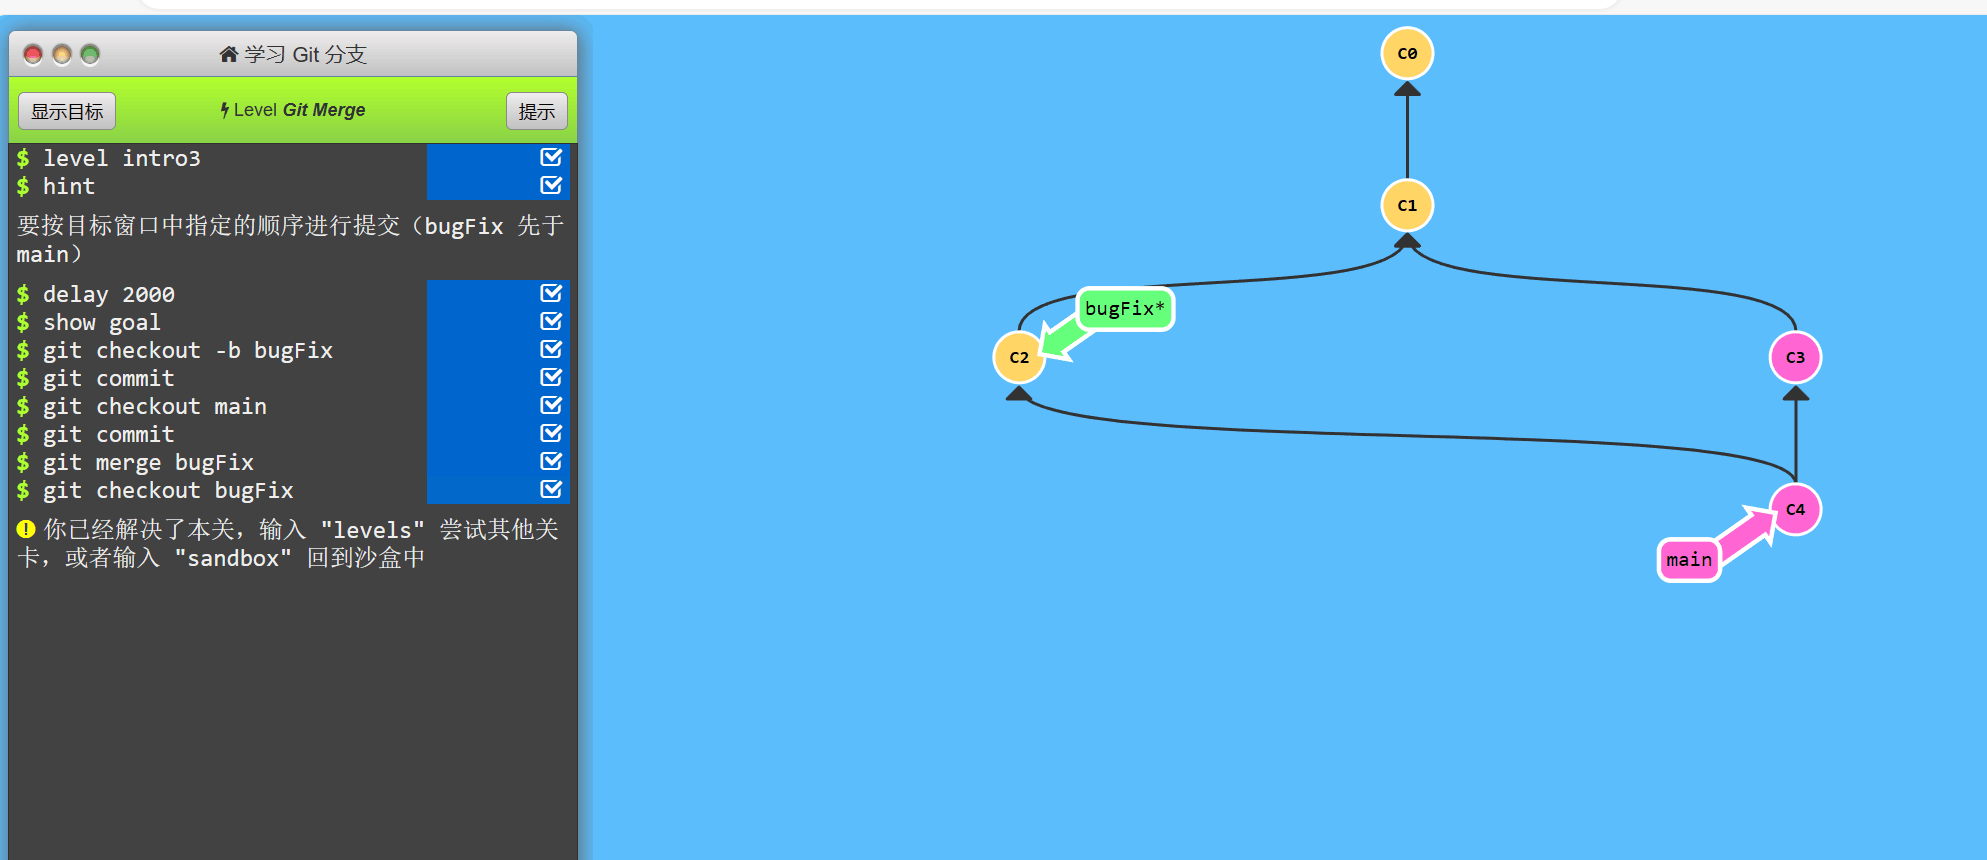 学习 Git 分支
显示目标
Level Git Merge
提示
$ level intro3
$ hint
要按目标窗口中指定的顺序进行提交（bugFix 先于
main）
$ delay 2000
$ show goal
$ git checkout -b bugFix
$ git commit
$ git checkout main
$ git commit
$ git merge bugFix
$ git checkout bugFix
你已经解决了本关，输入 "levels" 尝试其他关
卡，或者输入 "sandbox" 回到沙盒中
C0
C1
bugFix*
C2
C3
C4
main